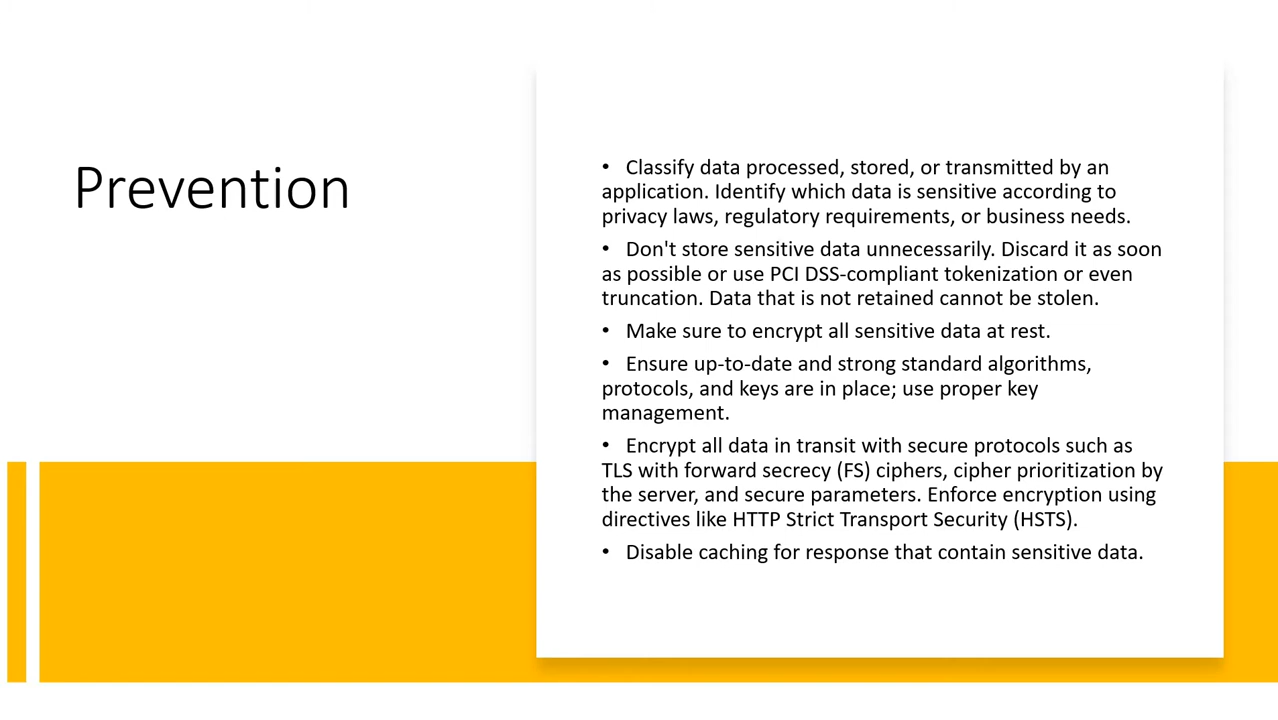 Prevention
• Classify data processed, stored, or transmitted by an
application. Identify which data is sensitive according to
privacy laws, regulatory requirements, or business needs.
• Don't store sensitive data unnecessarily. Discard it as soon
as possible or use PCI DSS-compliant tokenization or even
truncation. Data that is not retained cannot be stolen.
• Make sure to encrypt all sensitive data at rest.
• Ensure up-to-date and strong standard algorithms,
protocols, and keys are in place; use proper key
management.
• Encrypt all data in transit with secure protocols such as
TLS with forward secrecy (FS) ciphers, cipher prioritization by
the server, and secure parameters. Enforce encryption using
directives like HTTP Strict Transport Security (HSTS).
• Disable caching for response that contain sensitive data.